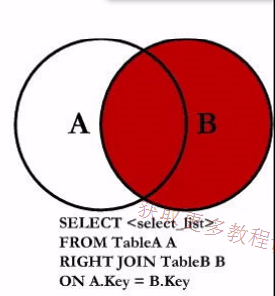 A B
SELECT <select_list>
FROM TableA A
RIGHT JOIN TableB B
ON A.Key = B.Key
获取更多教程